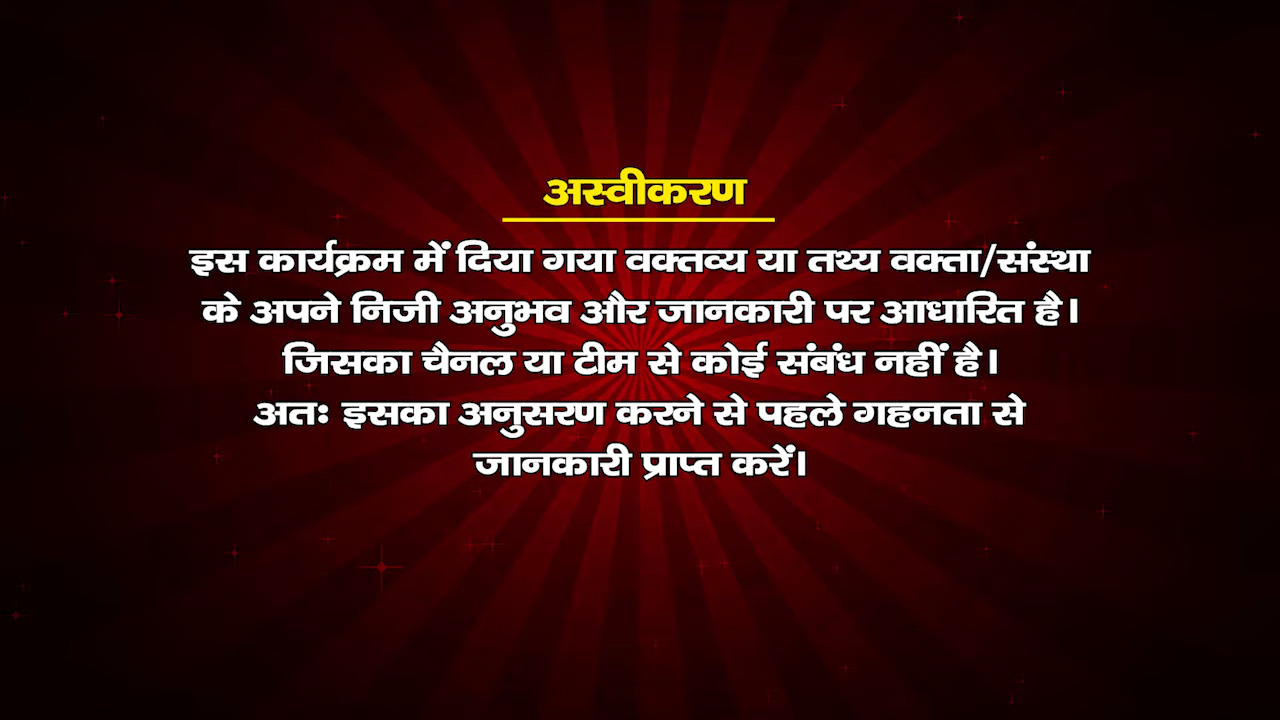 अस्वीकरण
इस कार्यक्रम में दिया गया वक्तव्य या तथ्य वक्ता/संस्था
के अपने निजी अनुभव और जानकारी पर आधारित है।
जिसका चैनल या टीम से कोई संबंध नहीं है।
अतः इसका अनुसरण करने से पहले गहनता से
जानकारी प्राप्त करें।